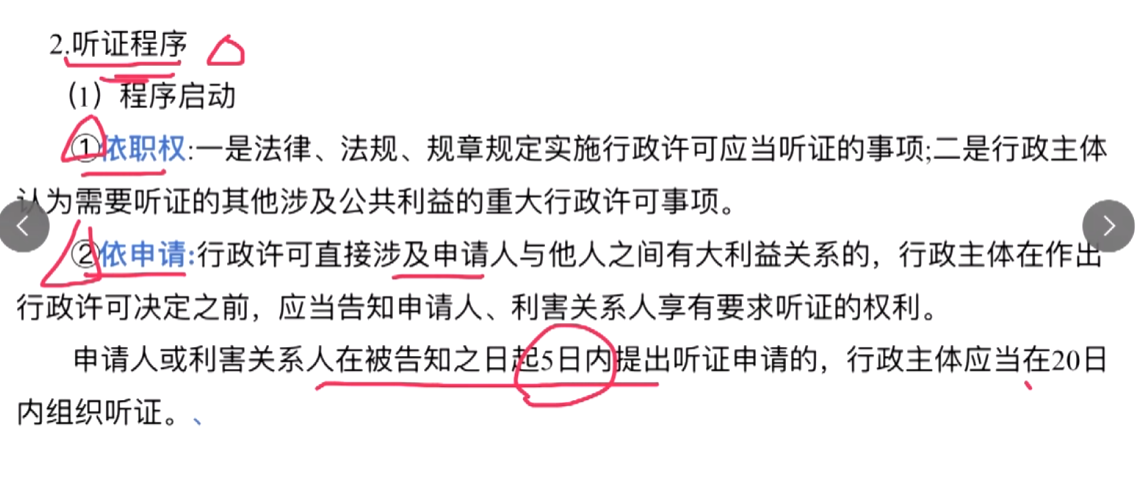 2.听证程序
（1）程序启动
①依职权:一是法律、法规、规章规定实施行政许可应当听证的事项;二是行政主体
认为需要听证的其他涉及公共利益的重大行政许可事项。
②依申请:行政许可直接涉及申请人与他人之间有大利益关系的，行政主体在作出
行政许可决定之前，应当告知申请人、利害关系人享有要求听证的权利。
申请人或利害关系人在被告知之日起5日内提出听证申请的，行政主体应当在20日
内组织听证。、